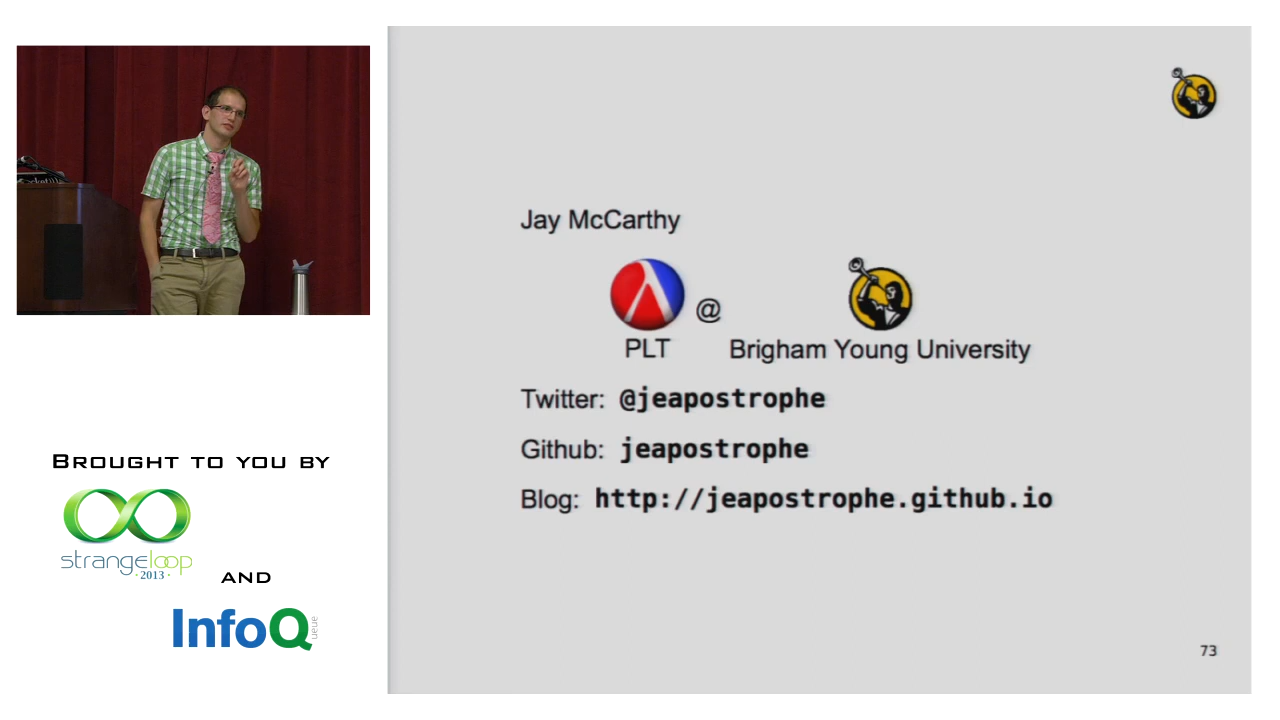 Jay McCarthy
@
PLT
Brigham Young University
Twitter: @jeapostrophe
Github: jeapostrophe
Blog: http://jeapostrophe.github.io
73
BROUGHT TO YOU BY
strangeloop
· 2013 ·
AND
InfoQ
ueue